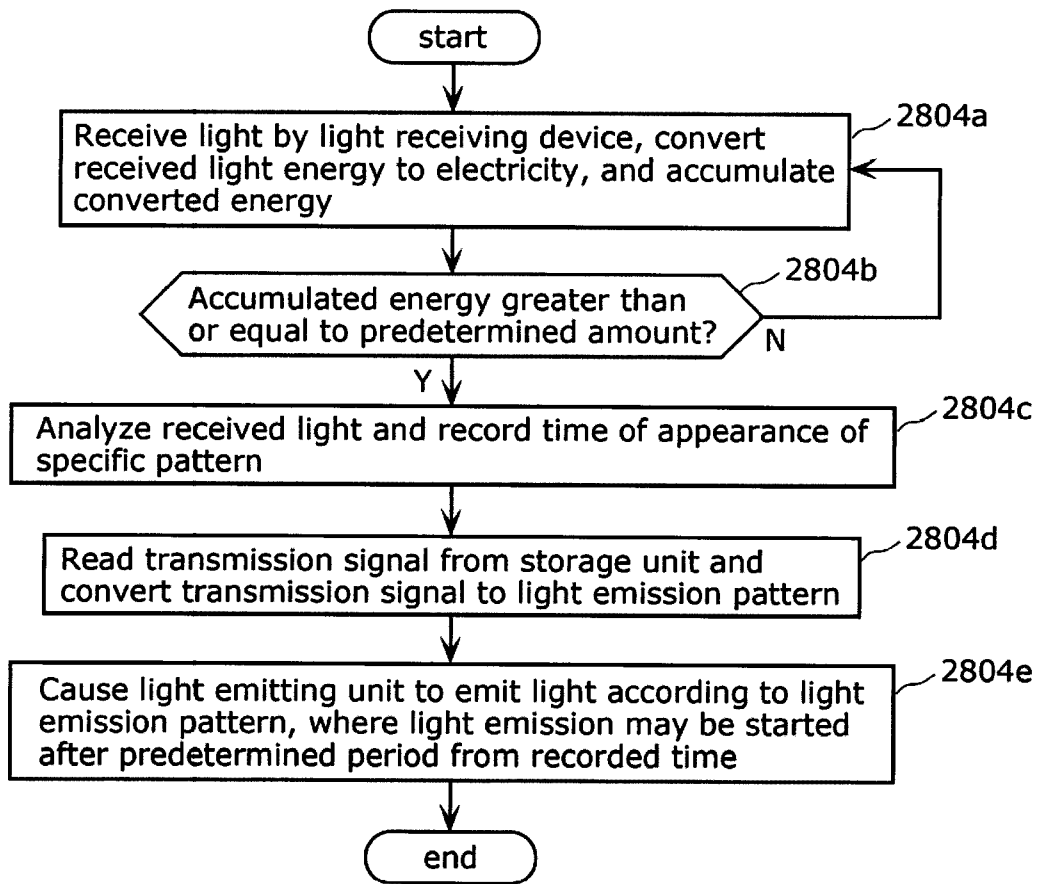 start
2804a
Receive light by light receiving device, convert
received light energy to electricity, and accumulate
converted energy
2804b
Accumulated energy greater than
or equal to predetermined amount?
N
Y
2804c
Analyze received light and record time of appearance of
specific pattern
2804d
Read transmission signal from storage unit and
convert transmission signal to light emission pattern
2804e
Cause light emitting unit to emit light according to light
emission pattern, where light emission may be started
after predetermined period from recorded time
end